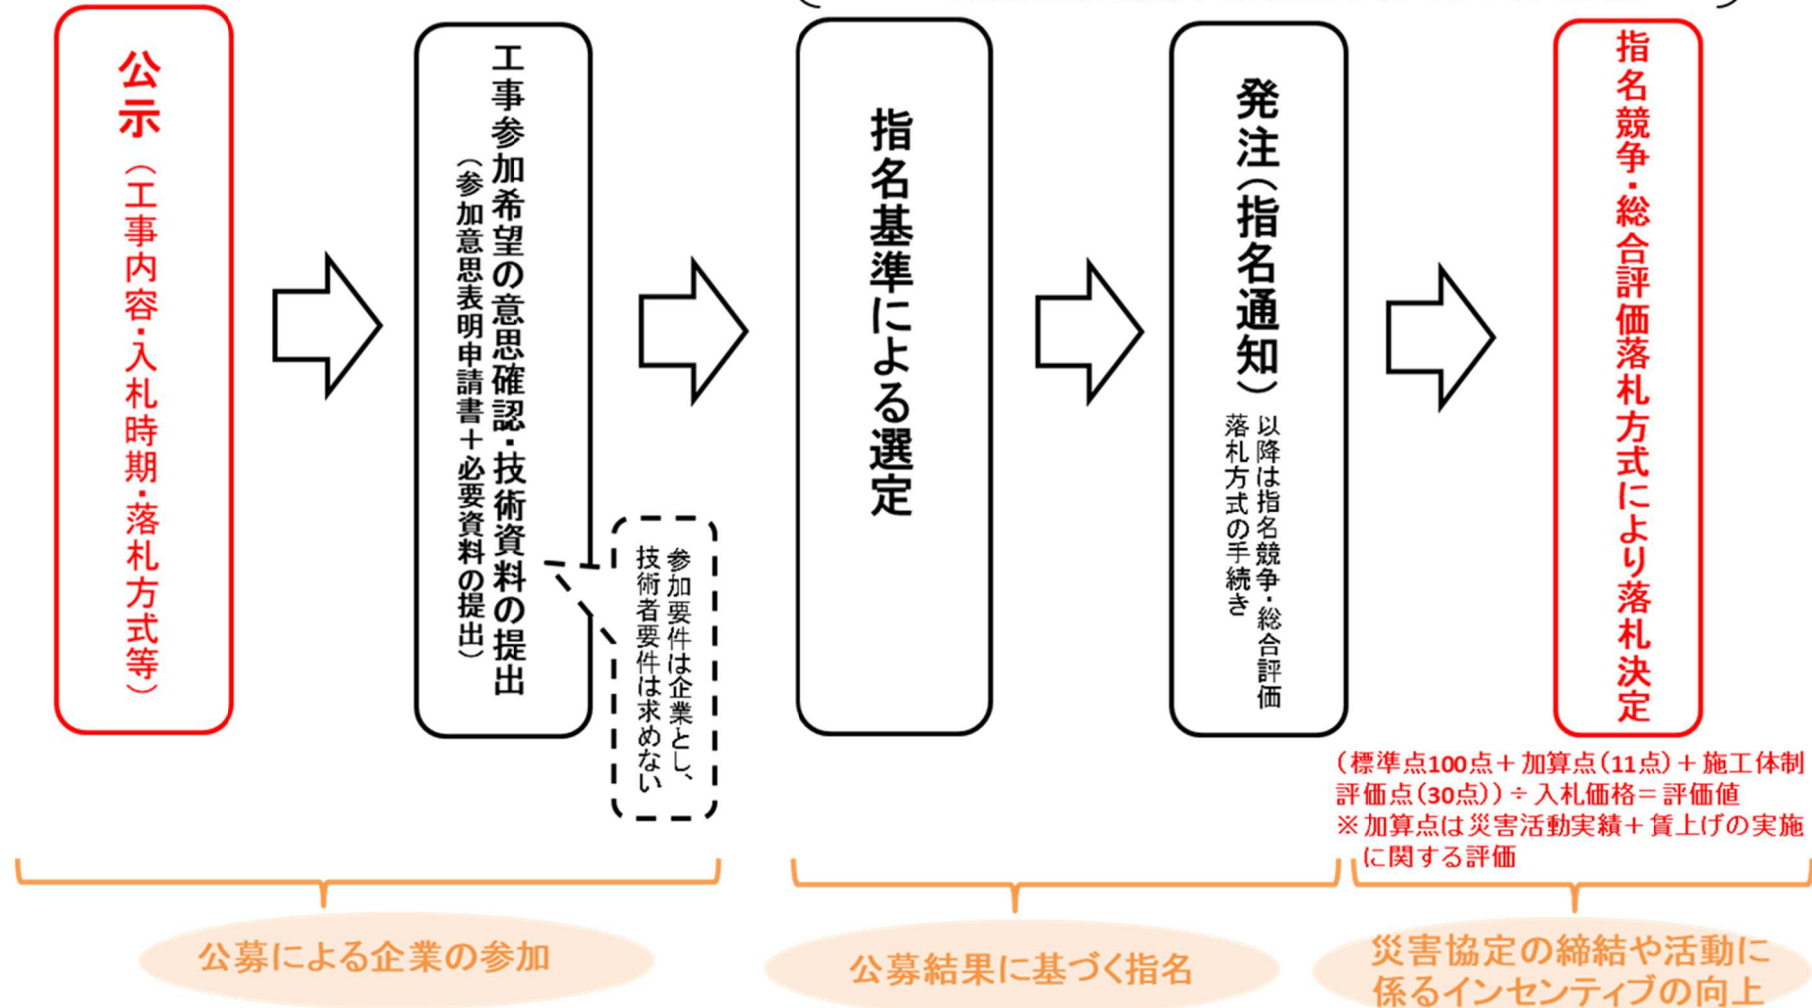 公示（工事内容・入札時期・落札方式等）
工事参加希望の意思確認・技術資料の提出
（参加意思表明申請書＋必要資料の提出）
参加要件は企業とし、
技術者要件は求めない
指名基準による選定
発注（指名通知）
以降は指名競争・総合評価
落札方式の手続き
指名競争・総合評価落札方式により落札決定
（標準点100点＋加算点（11点）＋施工体制
評価点（30点））÷入札価格＝評価値
※加算点は災害活動実績＋賃上げの実施
に関する評価
公募による企業の参加
公募結果に基づく指名
災害協定の締結や活動に
係るインセンティブの向上